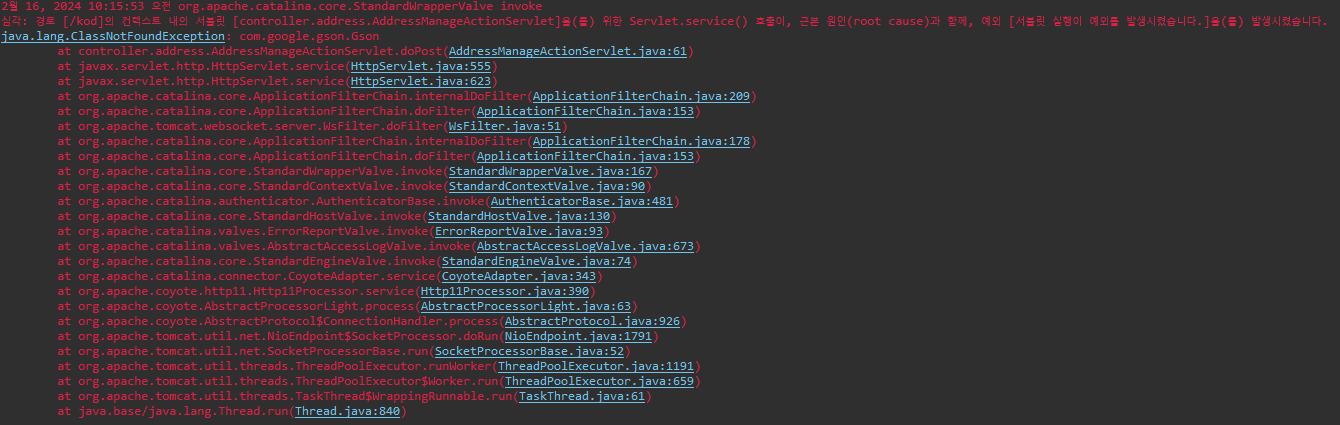 2월 16, 2024 10:15:53 오전 org.apache.catalina.core.StandardWrapperValve invoke
심각: 경로 [/kod]의 컨텍스트 내의 서블릿 [controller.address.AddressManageActionServlet]을(를) 위한 Servlet.service() 호출이, 근본 원인(root cause)과 함께, 예외 [서블릿 실행이 예외를 발생시켰습니다.]을(를) 발생시켰습니다.
java.lang.ClassNotFoundException: com.google.gson.Gson
at controller.address.AddressManageActionServlet.doPost(AddressManageActionServlet.java:61)
at javax.servlet.http.HttpServlet.service(HttpServlet.java:555)
at javax.servlet.http.HttpServlet.service(HttpServlet.java:623)
at org.apache.catalina.core.ApplicationFilterChain.internalDoFilter(ApplicationFilterChain.java:209)
at org.apache.catalina.core.ApplicationFilterChain.doFilter(ApplicationFilterChain.java:153)
at org.apache.tomcat.websocket.server.WsFilter.doFilter(WsFilter.java:51)
at org.apache.catalina.core.ApplicationFilterChain.internalDoFilter(ApplicationFilterChain.java:178)
at org.apache.catalina.core.ApplicationFilterChain.doFilter(ApplicationFilterChain.java:153)
at org.apache.catalina.core.StandardWrapperValve.invoke(StandardWrapperValve.java:167)
at org.apache.catalina.core.StandardContextValve.invoke(StandardContextValve.java:90)
at org.apache.catalina.authenticator.AuthenticatorBase.invoke(AuthenticatorBase.java:481)
at org.apache.catalina.core.StandardHostValve.invoke(StandardHostValve.java:130)
at org.apache.catalina.valves.ErrorReportValve.invoke(ErrorReportValve.java:93)
at org.apache.catalina.valves.AbstractAccessLogValve.invoke(AbstractAccessLogValve.java:673)
at org.apache.catalina.core.StandardEngineValve.invoke(StandardEngineValve.java:74)
at org.apache.catalina.connector.CoyoteAdapter.service(CoyoteAdapter.java:343)
at org.apache.coyote.http11.Http11Processor.service(Http11Processor.java:390)
at org.apache.coyote.AbstractProcessorLight.process(AbstractProcessorLight.java:63)
at org.apache.coyote.AbstractProtocol$ConnectionHandler.process(AbstractProtocol.java:926)
at org.apache.tomcat.util.net.NioEndpoint$SocketProcessor.doRun(NioEndpoint.java:1791)
at org.apache.tomcat.util.net.SocketProcessorBase.run(SocketProcessorBase.java:52)
at org.apache.tomcat.util.threads.ThreadPoolExecutor.runWorker(ThreadPoolExecutor.java:1191)
at org.apache.tomcat.util.threads.ThreadPoolExecutor$Worker.run(ThreadPoolExecutor.java:659)
at org.apache.tomcat.util.threads.TaskThread$WrappingRunnable.run(TaskThread.java:61)
at java.base/java.lang.Thread.run(Thread.java:840)